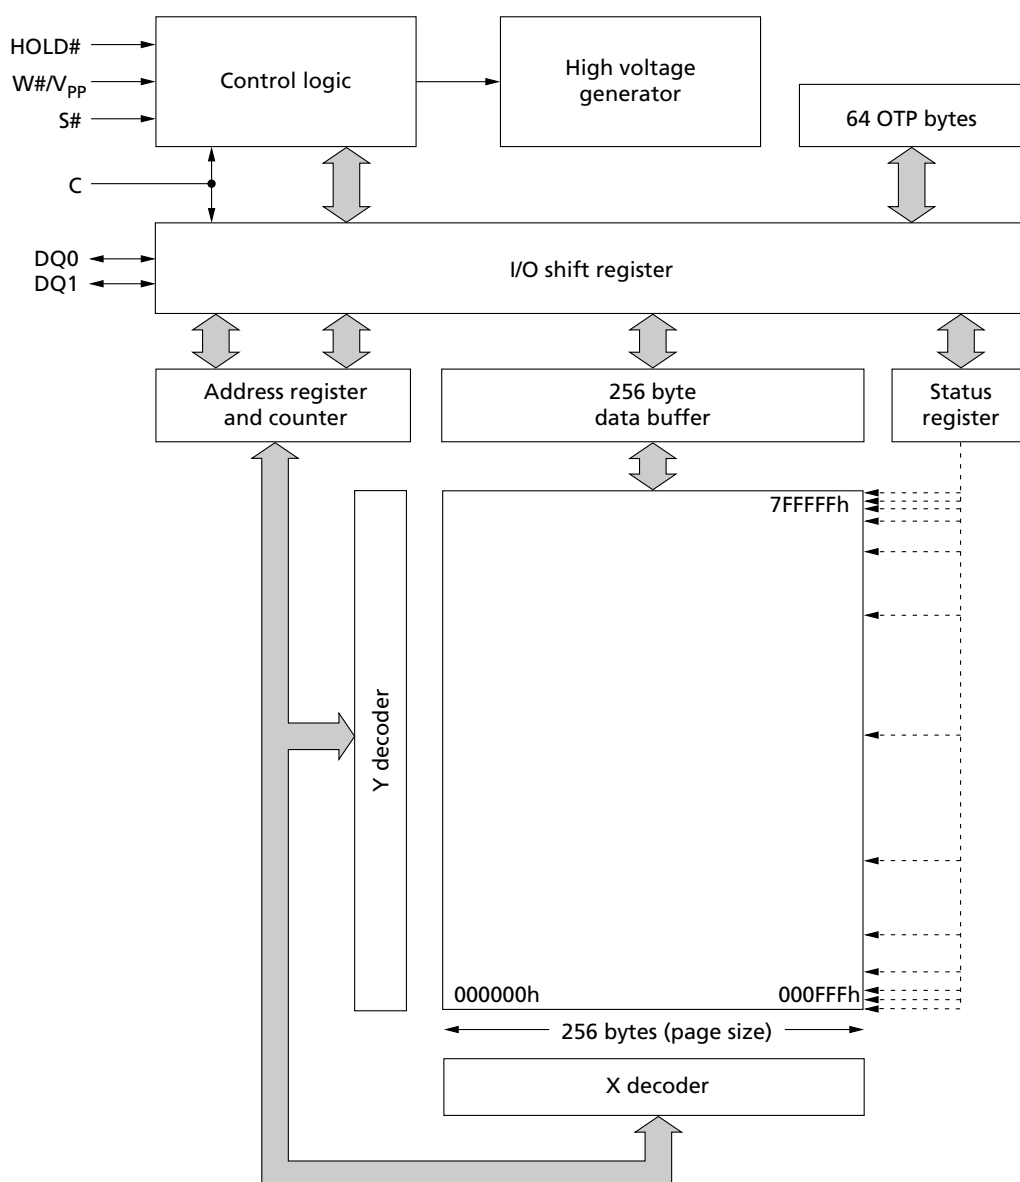 HOLD#
W#/VPP
S#
C
Control logic
High voltage
generator
64 OTP bytes
DQ0
DQ1
I/O shift register
Address register
and counter
256 byte
data buffer
Status
register
7FFFFFh
Y decoder
000000h
000FFFh
256 bytes (page size)
X decoder